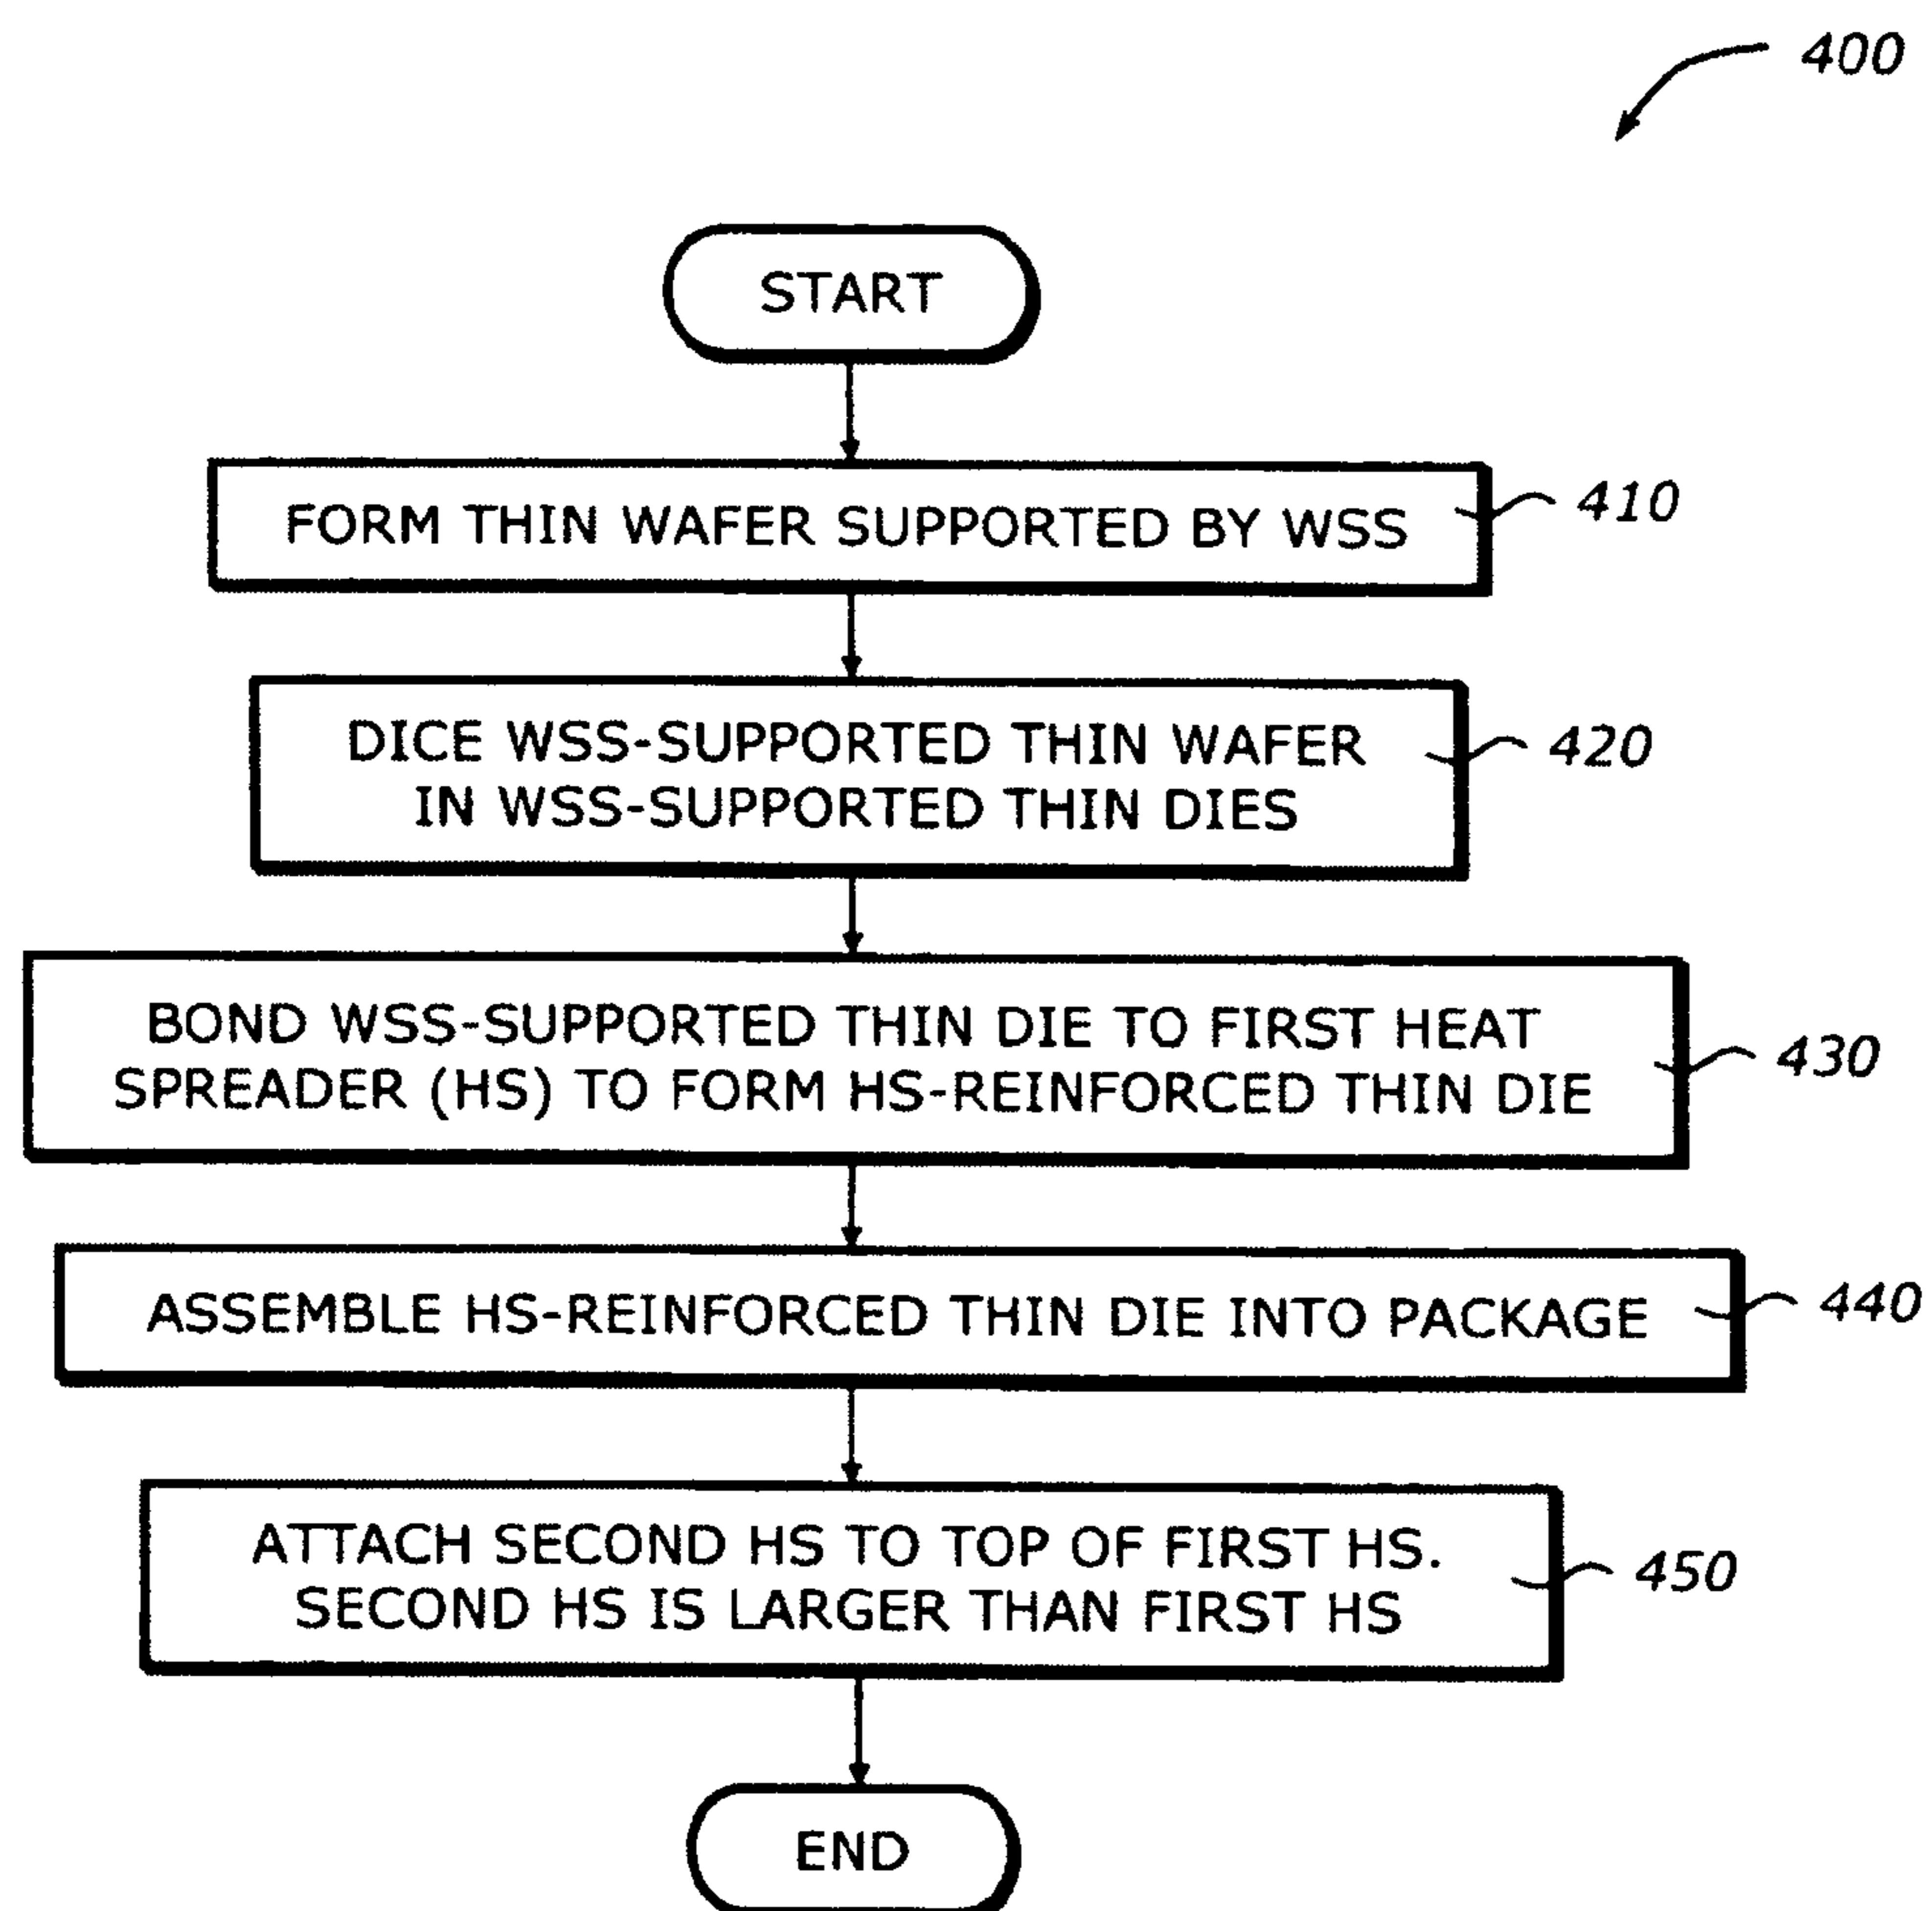 400
START
FORM THIN WAFER SUPPORTED BY WSS
410
DICE WSS-SUPPORTED THIN WAFER
IN WSS-SUPPORTED THIN DIES
420
BOND WSS-SUPPORTED THIN DIE TO FIRST HEAT
SPREADER (HS) TO FORM HS-REINFORCED THIN DIE
430
ASSEMBLE HS-REINFORCED THIN DIE INTO PACKAGE
440
ATTACH SECOND HS TO TOP OF FIRST HS.
SECOND HS IS LARGER THAN FIRST HS
450
END